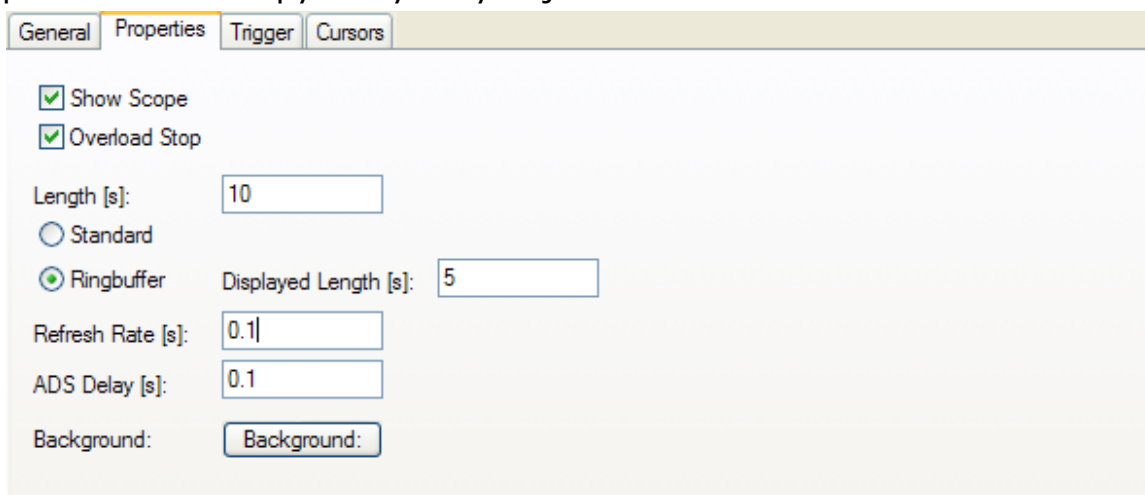 General Properties Trigger Cursors
Show Scope
Overload Stop
Length [s]: 10
Standard
Ringbuffer Displayed Length [s]: 5
Refresh Rate [s]: 0.1
ADS Delay [s]: 0.1
Background: Background: